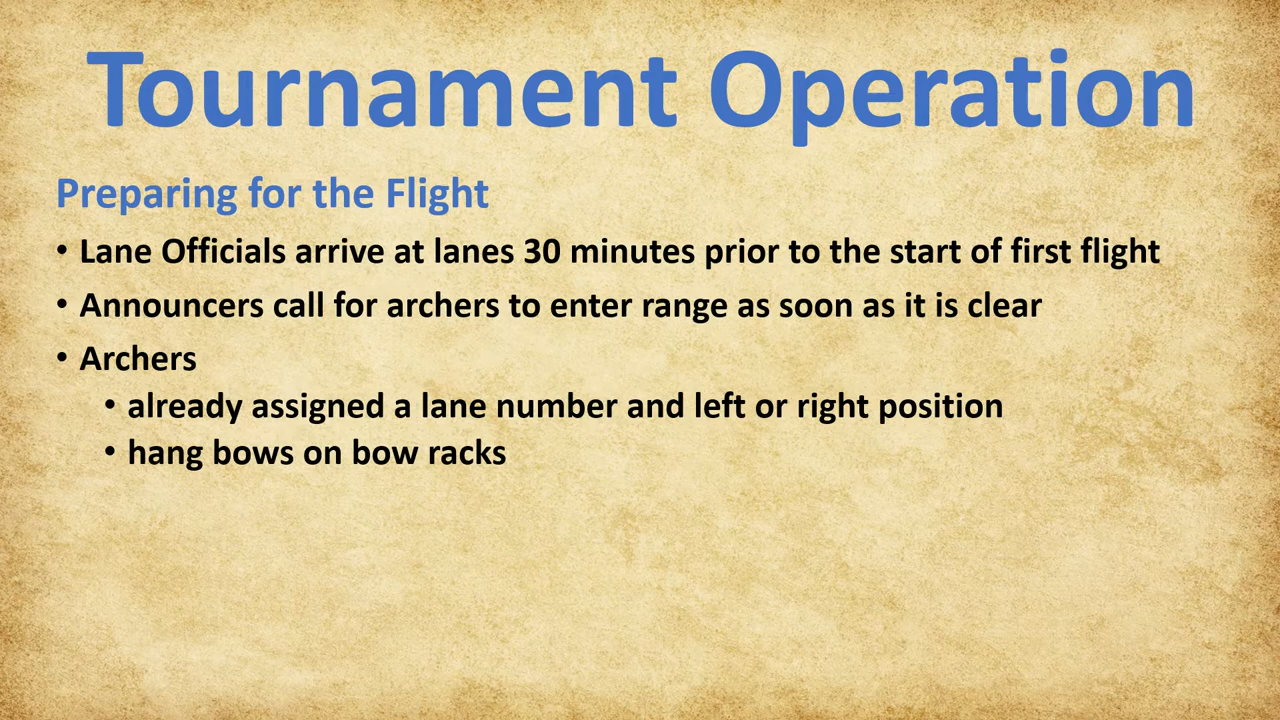 Tournament Operation
Preparing for the Flight
• Lane Officials arrive at lanes 30 minutes prior to the start of first flight
• Announcers call for archers to enter range as soon as it is clear
• Archers
• already assigned a lane number and left or right position
• hang bows on bow racks